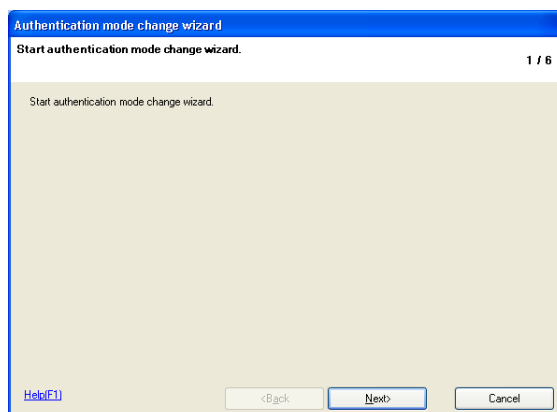 Authentication mode change wizard
Start authentication mode change wizard.
1 / 6
Start authentication mode change wizard.
Help(F1)
<Back
Next>
Cancel